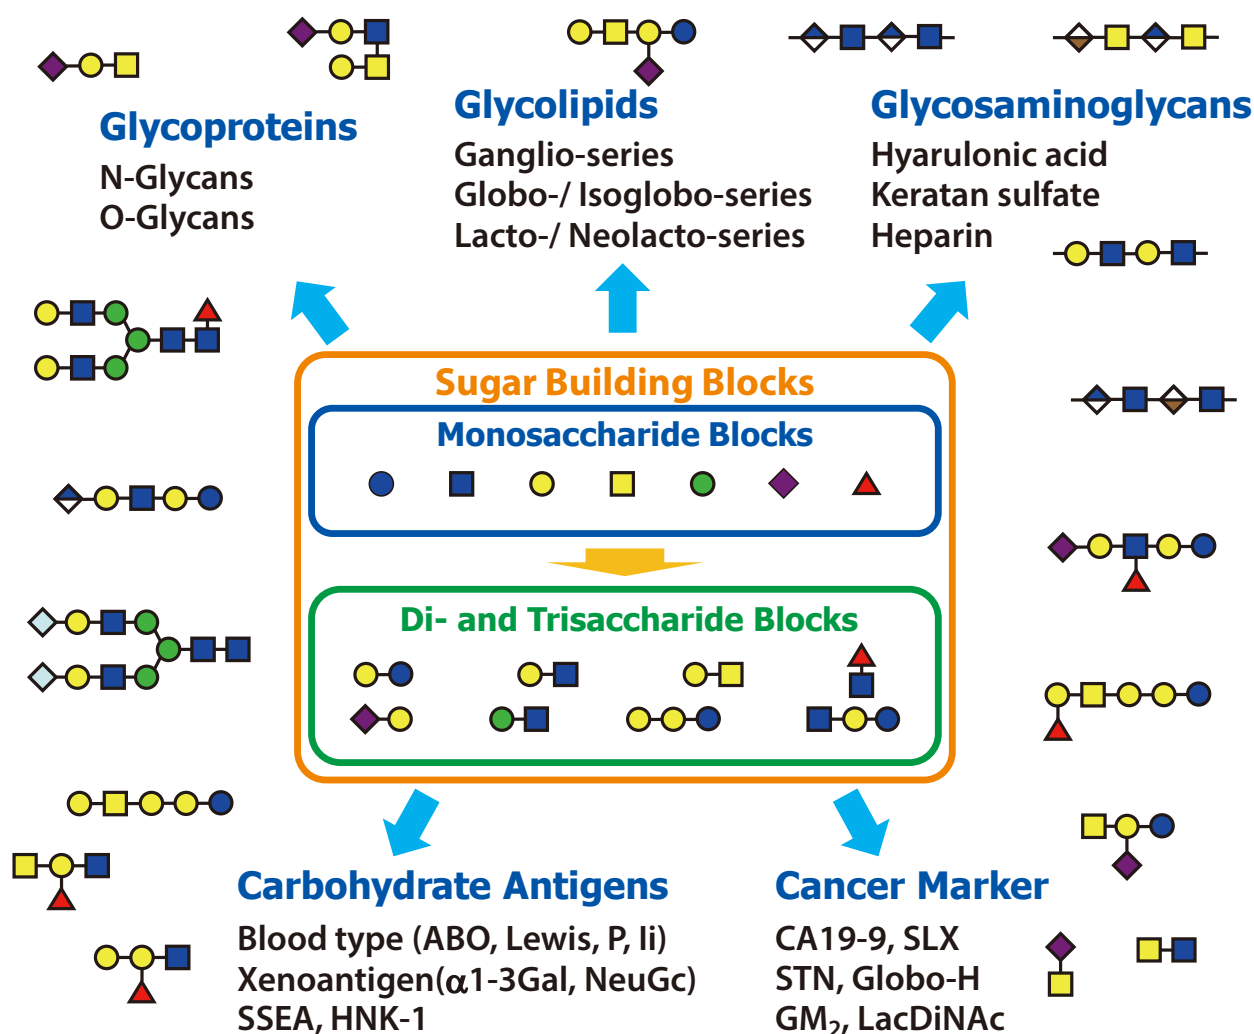 Glycoproteins
N-Glycans
O-Glycans
Glycolipids
Ganglio-series
Globo-/ Isoglobo-series
Lacto-/ Neolacto-series
Glycosaminoglycans
Hyarulonic acid
Keratan sulfate
Heparin
Sugar Building Blocks
Monosaccharide Blocks
Di- and Trisaccharide Blocks
Carbohydrate Antigens
Blood type (ABO, Lewis, P, Ii)
Xenoantigen(α1-3Gal, NeuGc)
SSEA, HNK-1
Cancer Marker
CA19-9, SLX
STN, Globo-H
GM₂, LacDiNAc